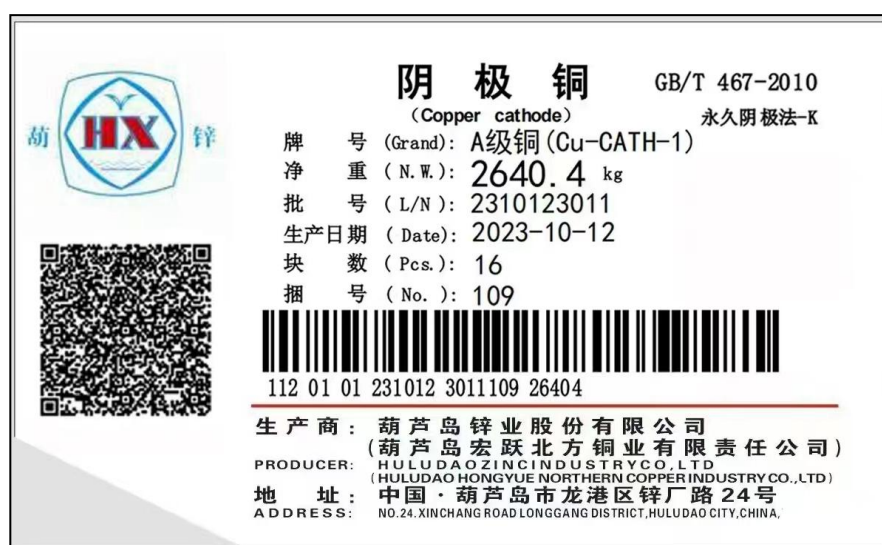 阴极铜 GB/T 467-2010
(Copper cathode) 永久阴极法-K
葫 HX 锌
牌 号 (Grand): A级铜(Cu-CATH-1)
净 重 ( N.W.): 2640.4 kg
批 号 ( L/N ): 2310123011
生产日期 ( Date): 2023-10-12
块 数 ( Pcs.): 16
捆 号 ( No. ): 109
112 01 01 231012 3011109 26404
生产商: 葫芦岛锌业股份有限公司
(葫芦岛宏跃北方铜业有限责任公司)
PRODUCER: HULUDAOZINCINDUSTRYCO,LTD
(HULUDAO HONGYUE NORTHERN COPPER INDUSTRY CO.,LTD)
地 址: 中国·葫芦岛市龙港区锌厂路24号
ADDRESS: NO.24.XINCHANG ROAD LONGGANG DISTRICT,HULUDAO CITY,CHINA,